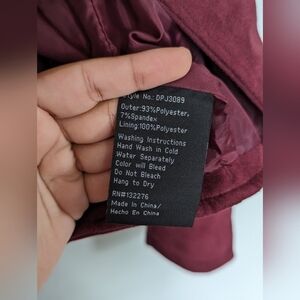 Style No.: DPJ3089
Outer:93%Polyester,
7%Spandex
Lining:100%Polyester
Washing Instructions
Hand Wash in Cold
Water Separately
Color will Bleed
Do Not Bleach
Hang to Dry
RN#132276
Made In China/
Hecho En China